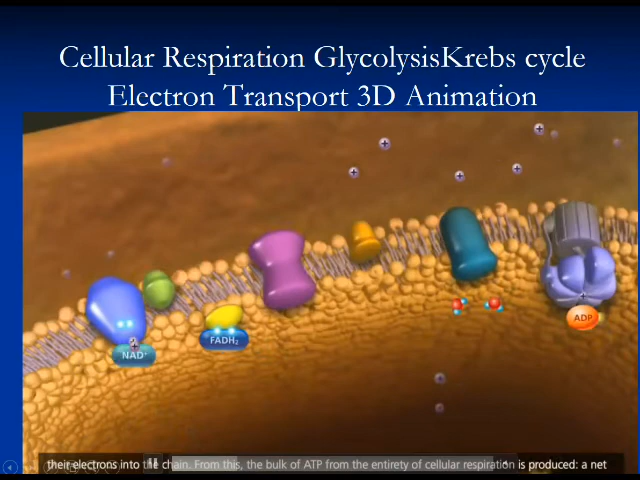 Cellular Respiration GlycolysisKrebs cycle
Electron Transport 3D Animation
NAD⁺
FADH₂
ADP
their electrons into the chain. From this, the bulk of ATP from the entirety of cellular respiration is produced: a net